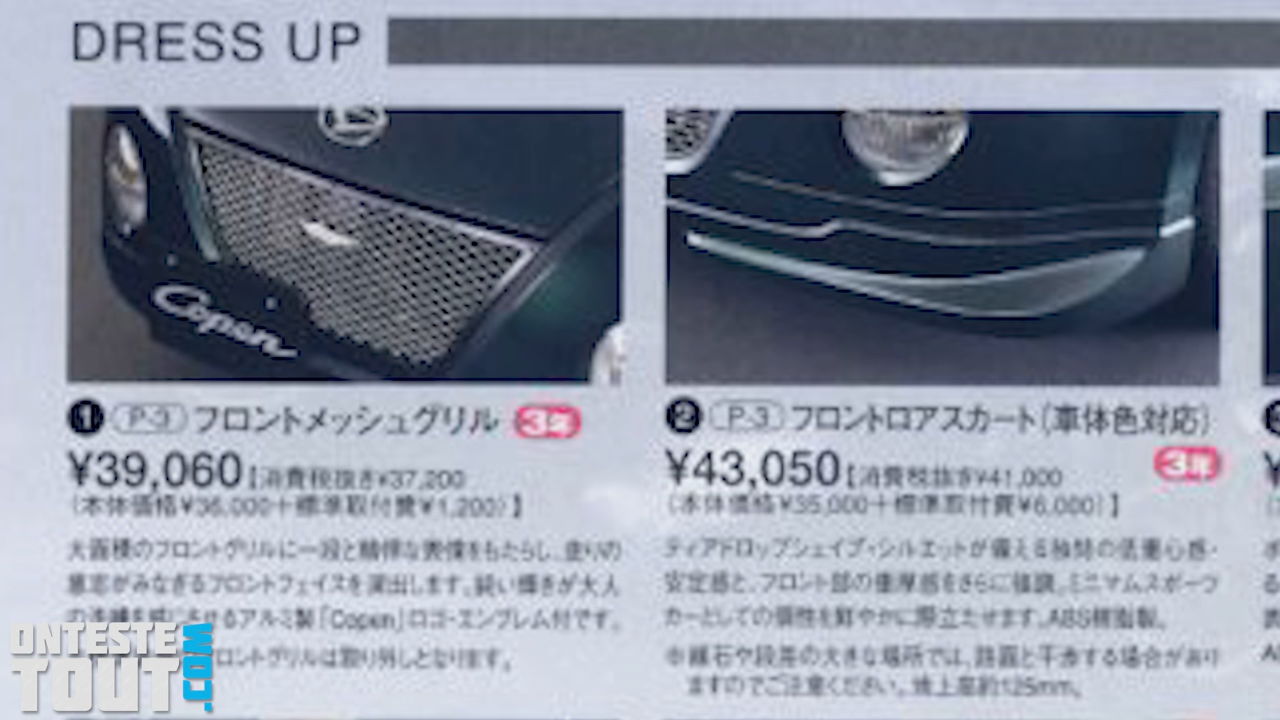 DRESS UP
Copen
1 P-3 フロントメッシュグリル 3年
¥39,060【消費税抜き¥37,200
(本体価格¥36,000+標準取付費¥1,200)】
大面積のフロントグリルに一段と精悍な表情をもたらし、走りの
意志がみなぎるフロントフェイスを演出します。鋭い輝きが大人
の洗練を感じさせるアルミ製「Copen」ロゴ・エンブレム付です。
ロントグリルは取り外しとなります。
2 P-3 フロントロアスカート(車体色対応)
3年
¥43,050【消費税抜き¥41,000
(本体価格¥35,000+標準取付費¥6,000)】
ティアドロップシェイプ・シルエットが備える独特の低重心感・
安定感と、フロント部の重厚感をさらに強調。ミニマムスポーツ
カーとしての個性を鮮やかに際立たせます。ABS樹脂製。
※縁石や段差の大きな場所では、路面と干渉する場合があり
ますのでご注意ください。地上高約125mm。
ONTESTE
TOUT
.COM